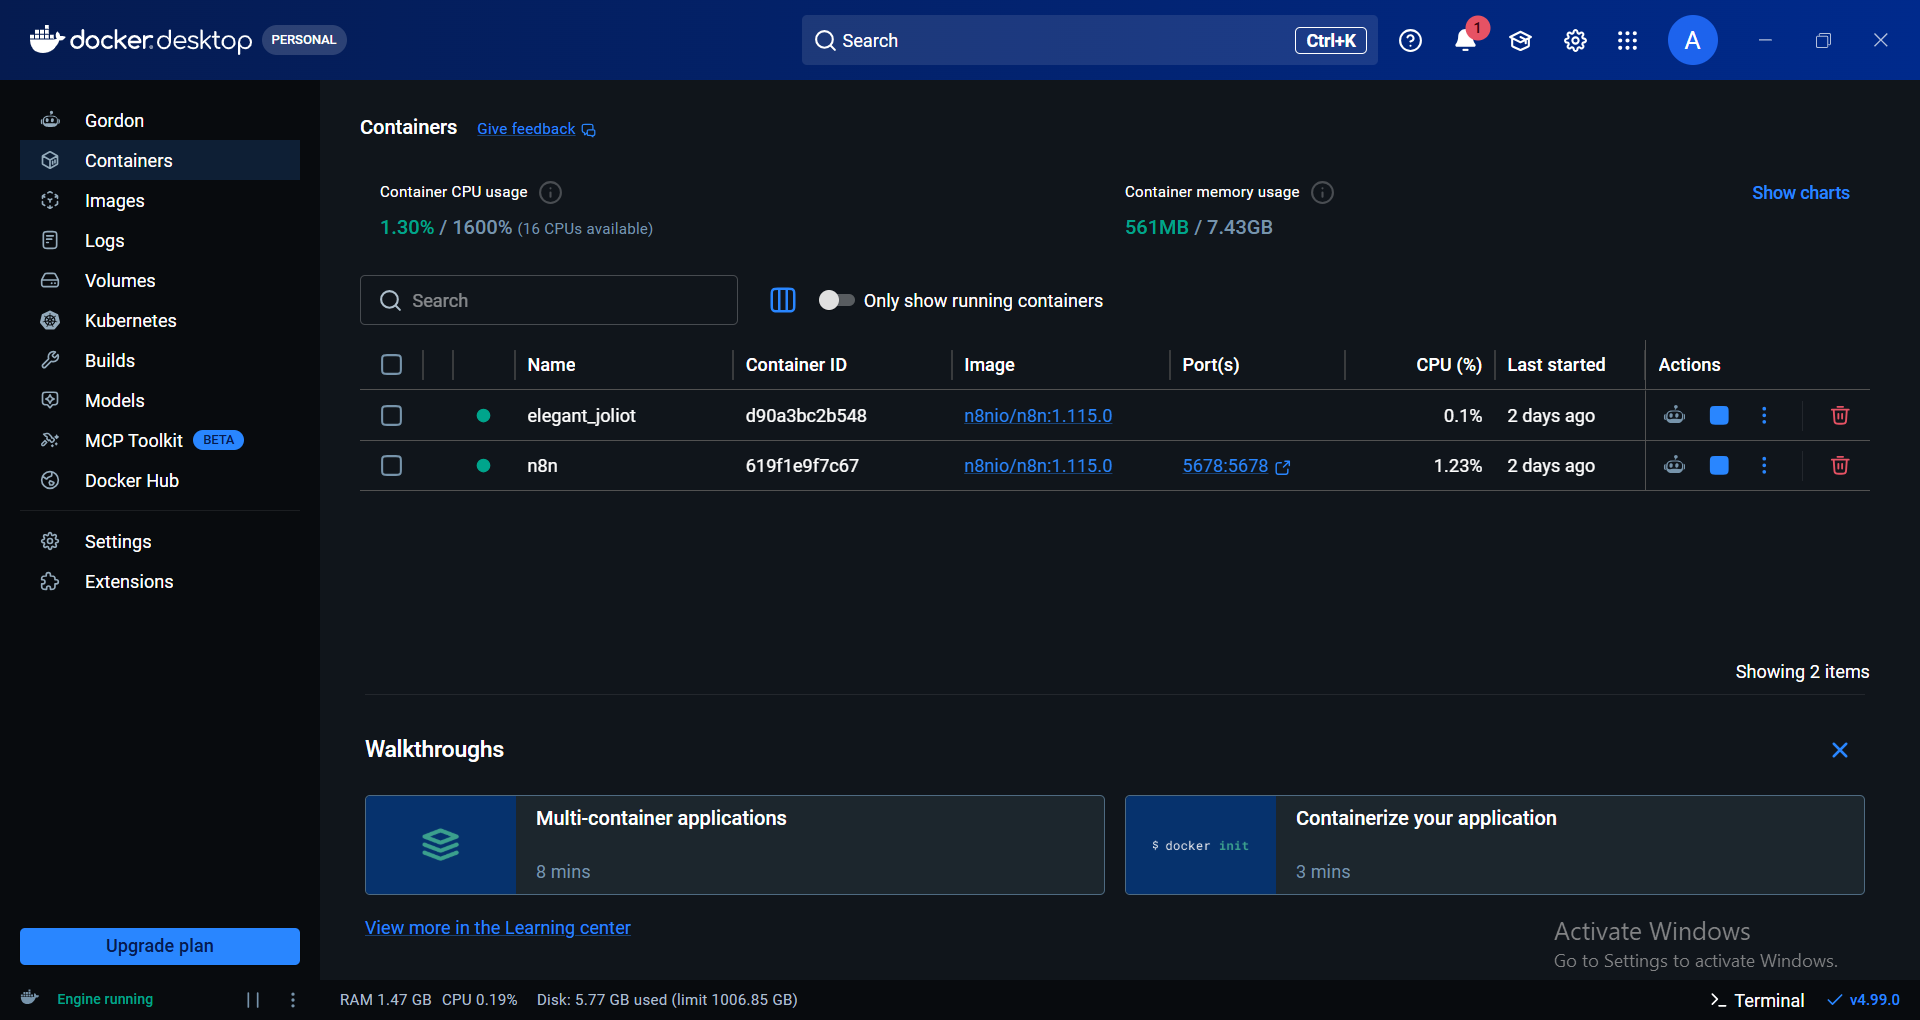 docker.desktop PERSONAL
Search Ctrl+K
1
A
Gordon
Containers
Images
Logs
Volumes
Kubernetes
Builds
Models
MCP Toolkit BETA
Docker Hub
Settings
Extensions
Upgrade plan
Containers Give feedback
Container CPU usage
1.30% / 1600% (16 CPUs available)
Container memory usage
561MB / 7.43GB
Show charts
Search
Only show running containers
Name Container ID Image Port(s) CPU (%) Last started Actions
elegant_joliot d90a3bc2b548 n8nio/n8n:1.115.0 0.1% 2 days ago
n8n 619f1e9f7c67 n8nio/n8n:1.115.0 5678:5678 1.23% 2 days ago
Showing 2 items
Walkthroughs
Multi-container applications
8 mins
$ docker init
Containerize your application
3 mins
View more in the Learning center
Activate Windows
Go to Settings to activate Windows.
Engine running
RAM 1.47 GB CPU 0.19% Disk: 5.77 GB used (limit 1006.85 GB)
Terminal
v4.99.0